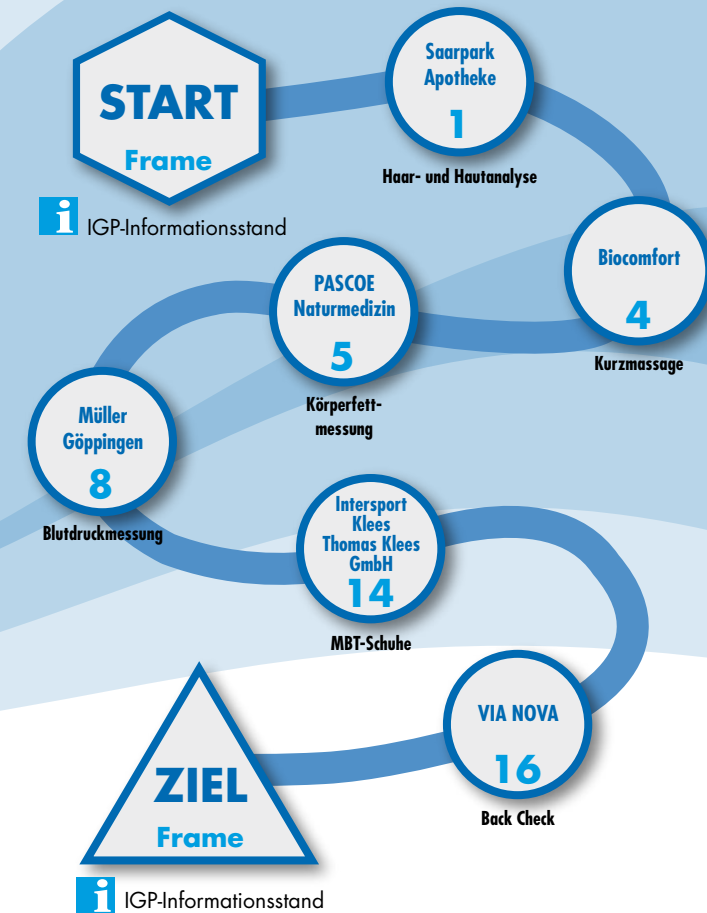 START
Frame
IGP-Informationsstand
Saarpark
Apotheke
1
Haar- und Hautanalyse
Biocomfort
4
Kurzmassage
PASCOE
Naturmedizin
5
Körperfett-
messung
Müller
Göppingen
8
Blutdruckmessung
Intersport
Klees
Thomas Klees
GmbH
14
MBT-Schuhe
VIA NOVA
16
Back Check
ZIEL
Frame
i IGP-Informationsstand